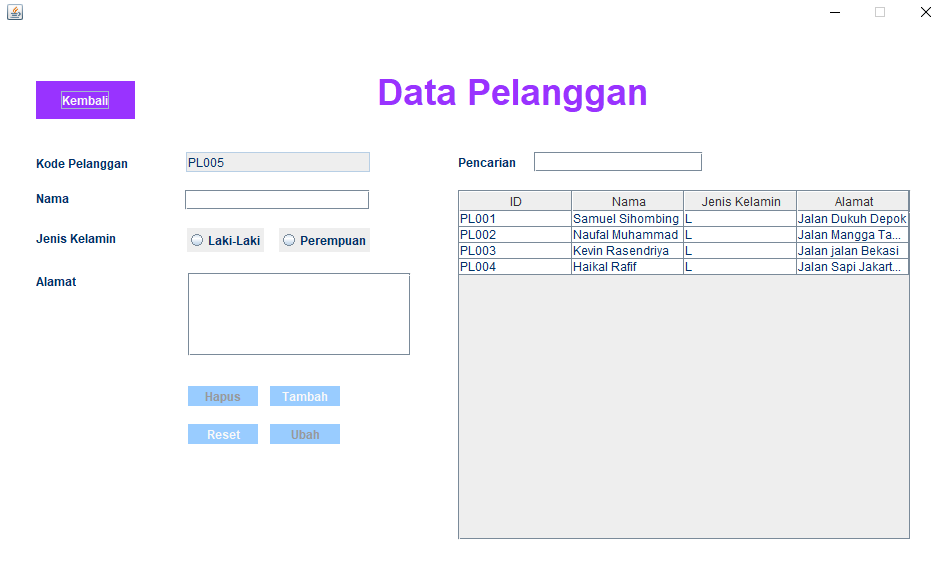 Kembali
Data Pelanggan
Kode Pelanggan PL005
Nama
Jenis Kelamin Laki-Laki Perempuan
Alamat
Hapus Tambah
Reset Ubah
Pencarian
ID Nama Jenis Kelamin Alamat
PL001 Samuel Sihombing L Jalan Dukuh Depok
PL002 Naufal Muhammad L Jalan Mangga Ta...
PL003 Kevin Rasendriya L Jalan jalan Bekasi
PL004 Haikal Rafif L Jalan Sapi Jakart...